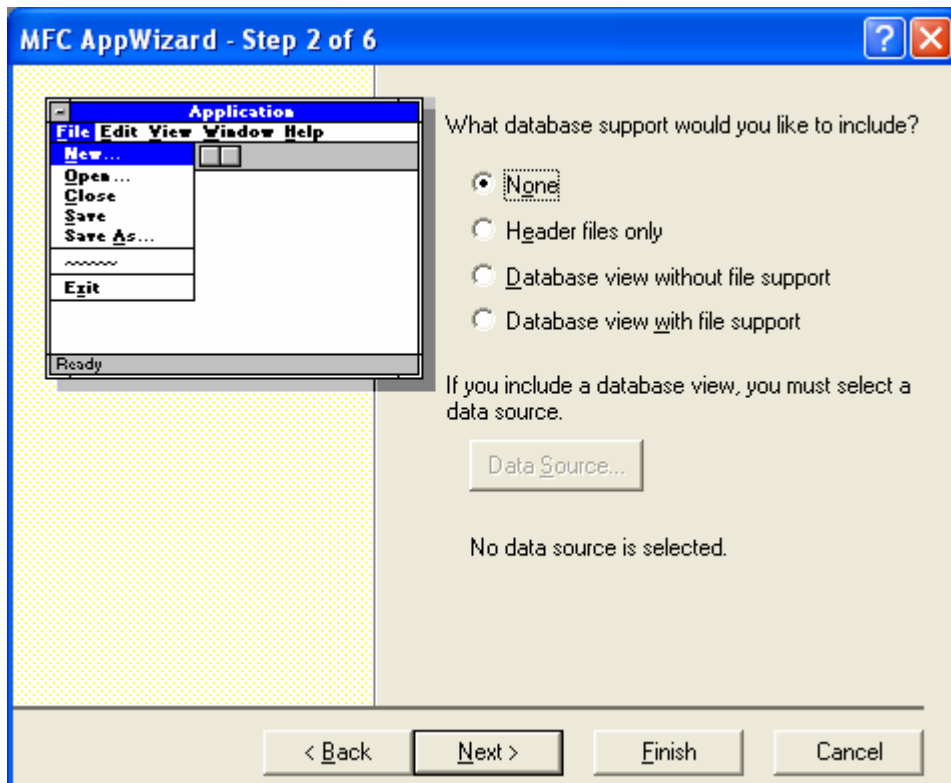 MFC AppWizard - Step 2 of 6
Application
File Edit View Window Help
New...
Open...
Close
Save
Save As...
Exit
Ready
What database support would you like to include?
None
Header files only
Database view without file support
Database view with file support
If you include a database view, you must select a
data source.
Data Source...
No data source is selected.
< Back
Next >
Finish
Cancel